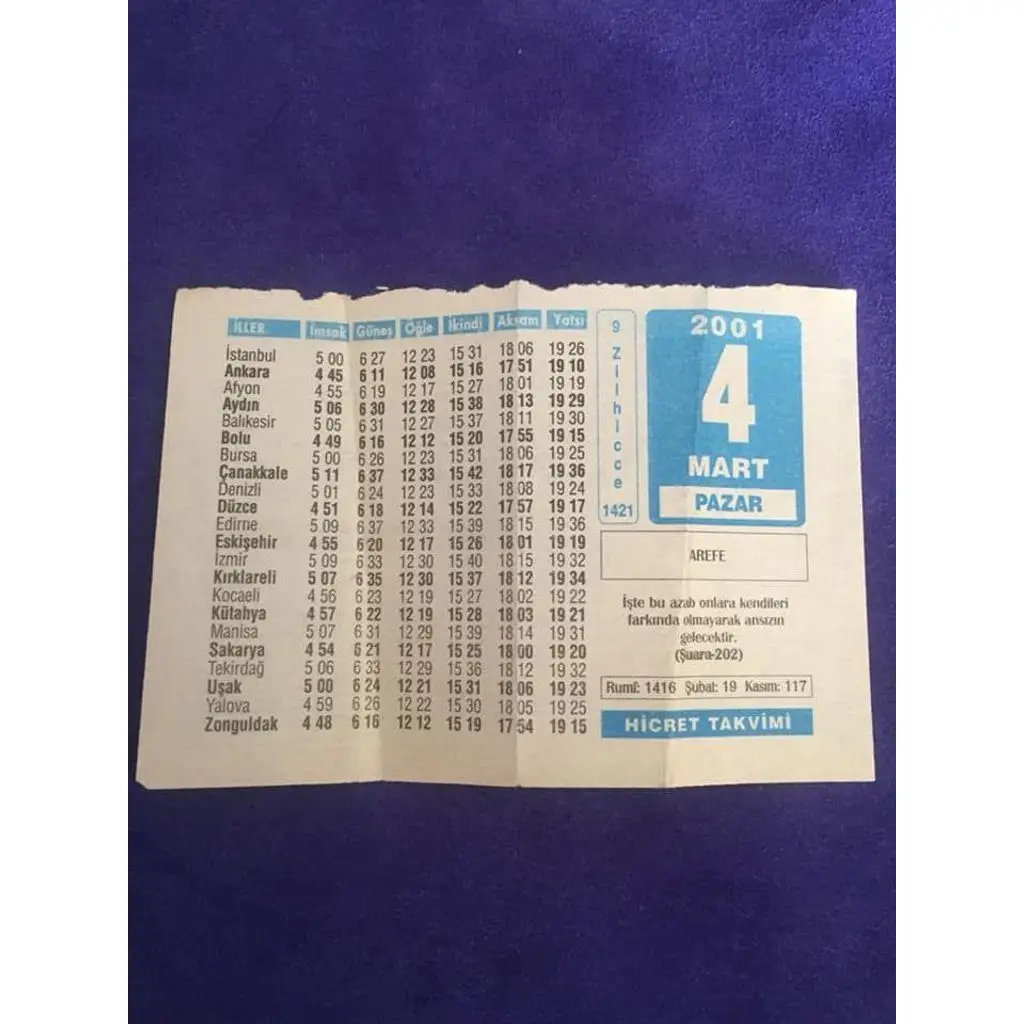 İLLER İmsak Güneş Öğle İkindi Akşam Yatsı
İstanbul 5 00 6 27 12 23 15 31 18 06 19 26
Ankara 4 45 6 11 12 08 15 16 17 51 19 10
Afyon 4 55 6 19 12 17 15 27 18 01 19 19
Aydın 5 06 6 30 12 28 15 38 18 13 19 29
Balıkesir 5 05 6 31 12 27 15 37 18 11 19 30
Bolu 4 49 6 16 12 12 15 20 17 55 19 15
Bursa 5 00 6 26 12 23 15 31 18 06 19 25
Çanakkale 5 11 6 37 12 33 15 42 18 17 19 36
Denizli 5 01 6 24 12 23 15 33 18 08 19 24
Düzce 4 51 6 18 12 14 15 22 17 57 19 17
Edirne 5 09 6 37 12 33 15 39 18 15 19 36
Eskişehir 4 55 6 20 12 17 15 26 18 01 19 19
İzmir 5 09 6 33 12 30 15 40 18 15 19 32
Kırklareli 5 07 6 35 12 30 15 37 18 12 19 34
Kocaeli 4 56 6 23 12 19 15 27 18 02 19 22
Kütahya 4 57 6 22 12 19 15 28 18 03 19 21
Manisa 5 07 6 31 12 29 15 39 18 14 19 31
Sakarya 4 54 6 21 12 17 15 25 18 00 19 20
Tekirdağ 5 06 6 33 12 29 15 36 18 12 19 32
Uşak 5 00 6 24 12 21 15 31 18 06 19 23
Yalova 4 59 6 26 12 22 15 30 18 05 19 25
Zonguldak 4 48 6 16 12 12 15 19 17 54 19 15
9 Zilhicce 1421
2001
4
MART
PAZAR
AREFE
İşte bu azab onlara kendileri
farkında olmayarak ansızın
gelecektir.
(Şuara-202)
Rumî: 1416 Şubat: 19 Kasım: 117
HİCRET TAKVİMİ